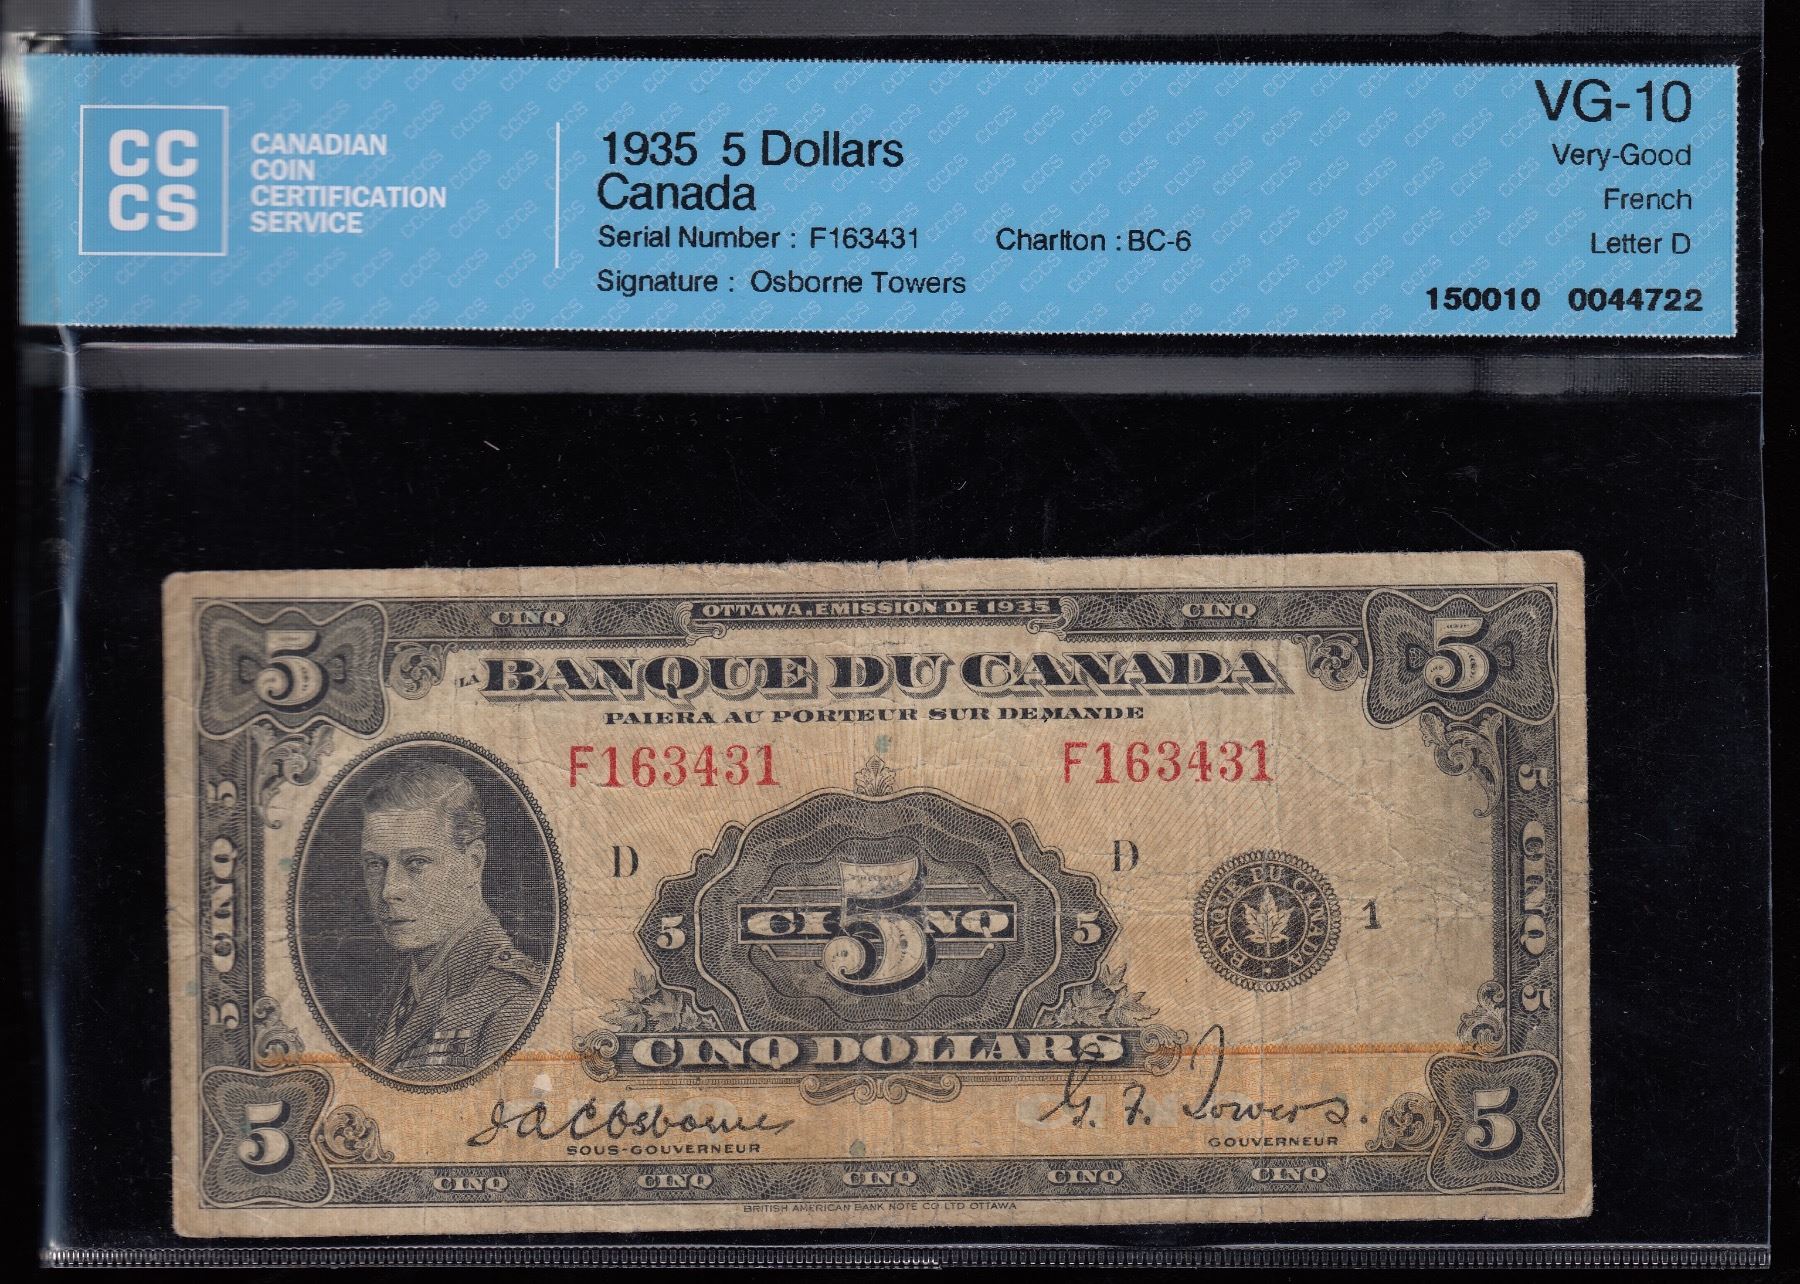 CC
CS
CANADIAN
COIN
CERTIFICATION
SERVICE
1935 5 Dollars
Canada
Serial Number : F163431 Charlton : BC-6
Signature : Osborne Towers
VG-10
Very-Good
French
Letter D
150010 0044722
CINQ OTTAWA, EMISSION DE 1935 CINQ
5 5
LA BANQUE DU CANADA
PAIERA AU PORTEUR SUR DEMANDE
F163431 F163431
D D
5 CINQ 5
5 CINQ 5
5 CINQ 5
5
BANQUE DU CANADA
1
CINQ DOLLARS
J A C Osborne G. F. Towers.
SOUS-GOUVERNEUR GOUVERNEUR
5 5
CINQ CINQ CINQ CINQ CINQ
BRITISH AMERICAN BANK NOTE CO LTD OTTAWA